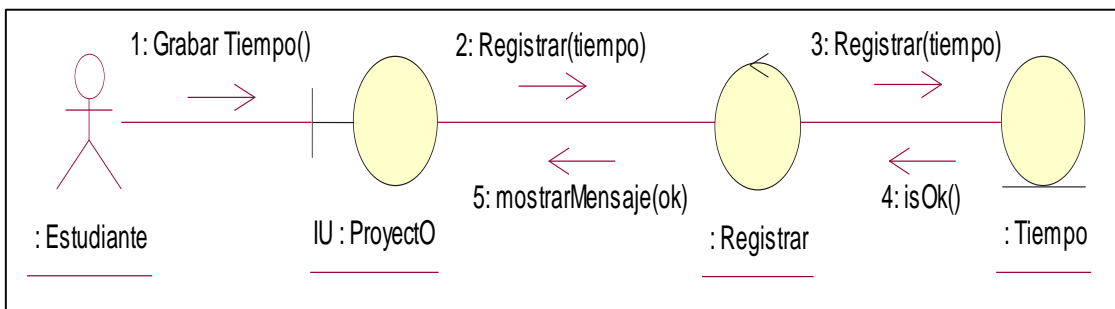 1: Grabar Tiempo()
2: Registrar(tiempo)
3: Registrar(tiempo)
5: mostrarMensaje(ok)
4: isOk()
: Estudiante
IU : ProyectO
: Registrar
: Tiempo